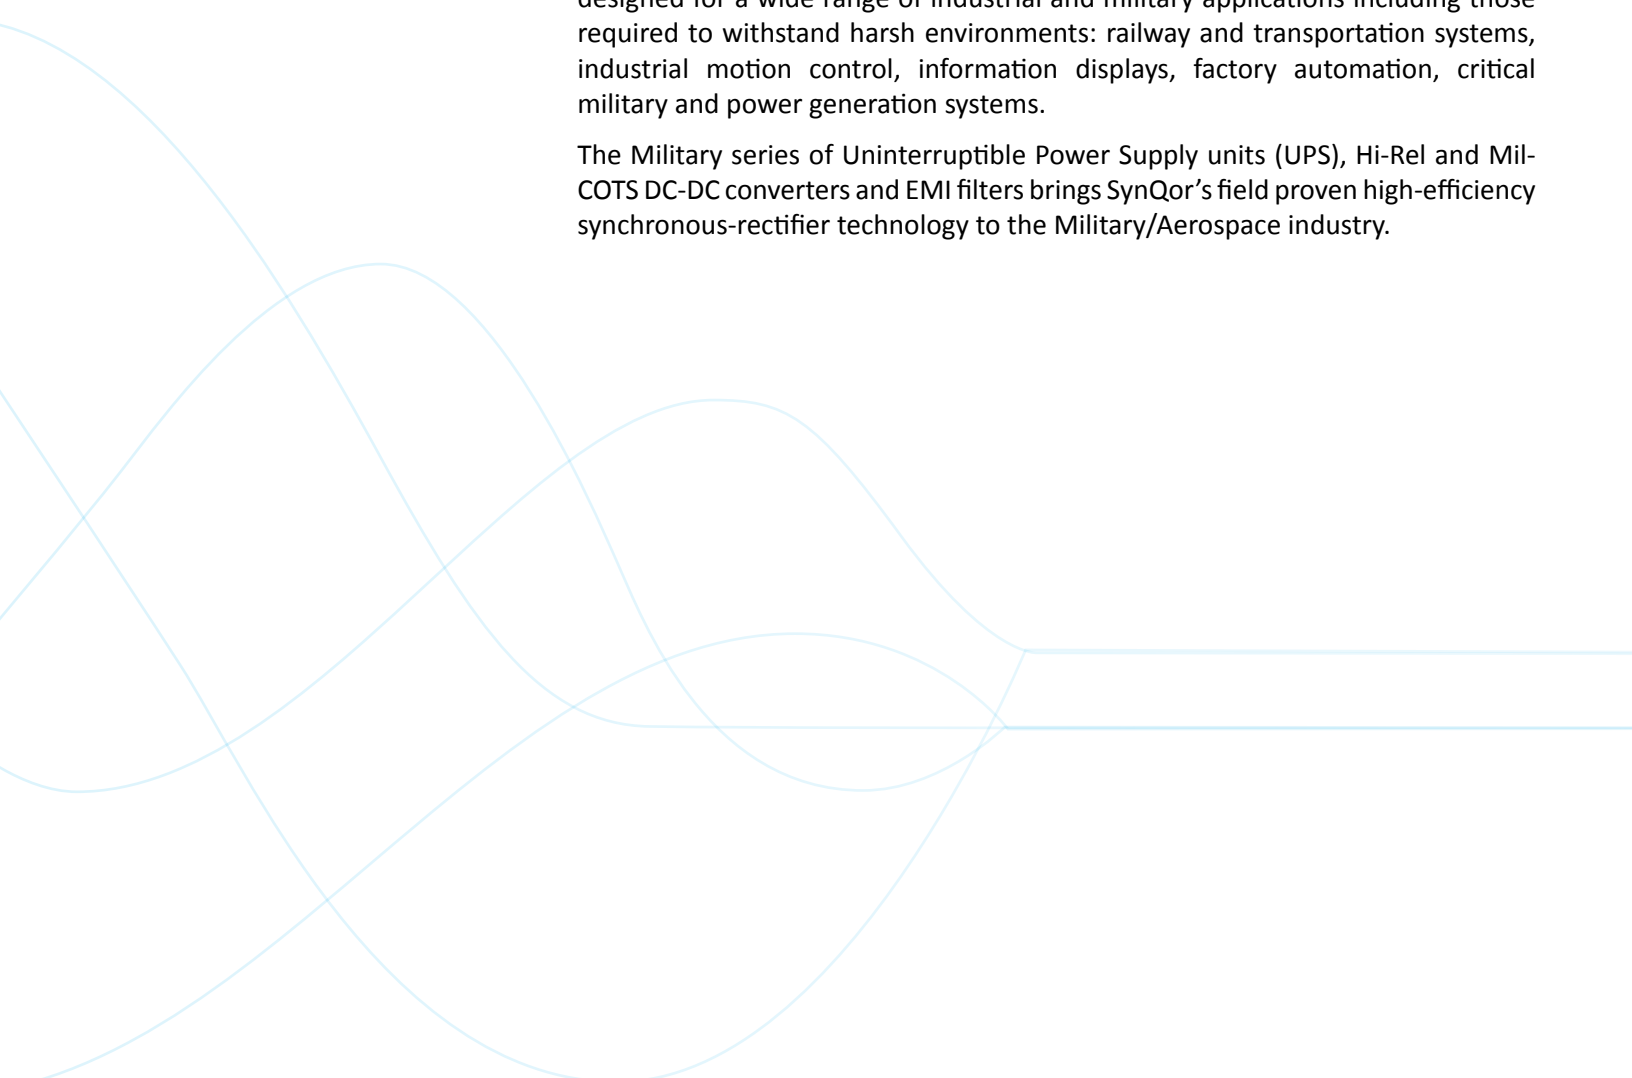 designed for a wide range of industrial and military applications including those
required to withstand harsh environments: railway and transportation systems,
industrial motion control, information displays, factory automation, critical
military and power generation systems.
The Military series of Uninterruptible Power Supply units (UPS), Hi-Rel and Mil-
COTS DC-DC converters and EMI filters brings SynQor’s field proven high-efficiency
synchronous-rectifier technology to the Military/Aerospace industry.